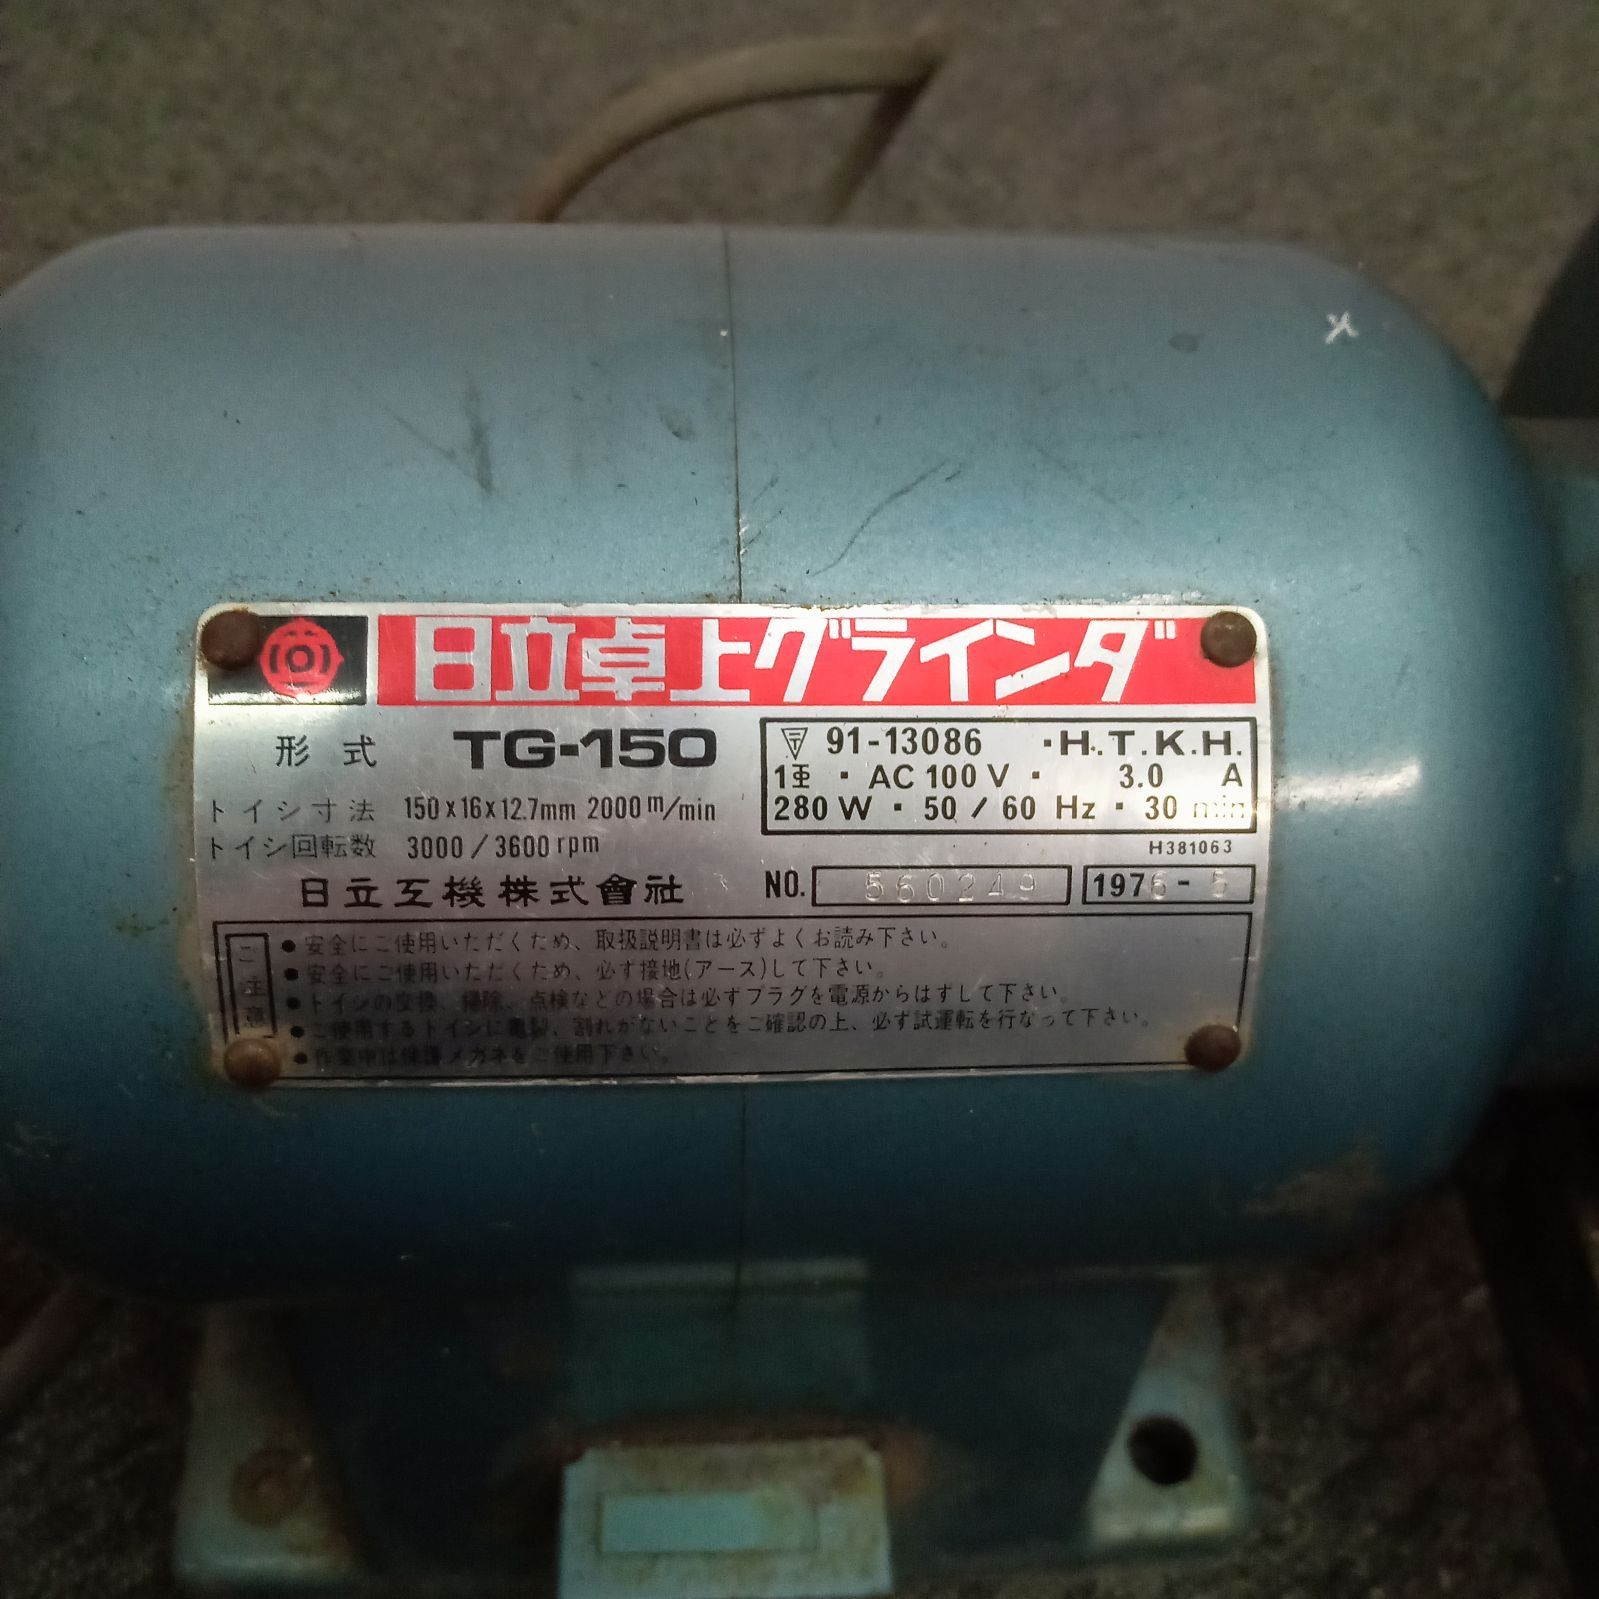 日立卓上グラインダ
形式 TG-150
トイシ寸法 150x16x12.7mm 2000m/min
トイシ回転数 3000/3600rpm
〒 91-13086 ・H.T.K.H.
1Φ ・ AC 100 V ・ 3.0 A
280 W ・ 50 / 60 Hz ・ 30 min
H381063
日立工機株式會社 NO. 560249 1976-5
ご注意
●安全にご使用いただくため、取扱説明書は必ずよくお読み下さい。
●安全にご使用いただくため、必ず接地(アース)して下さい。
●トイシの交換、掃除、点検などの場合は必ずプラグを電源からはずして下さい。
●ご使用するトイシに亀裂、割れがないことをご確認の上、必ず試運転を行なって下さい。
●作業中は保護メガネをご使用下さい。